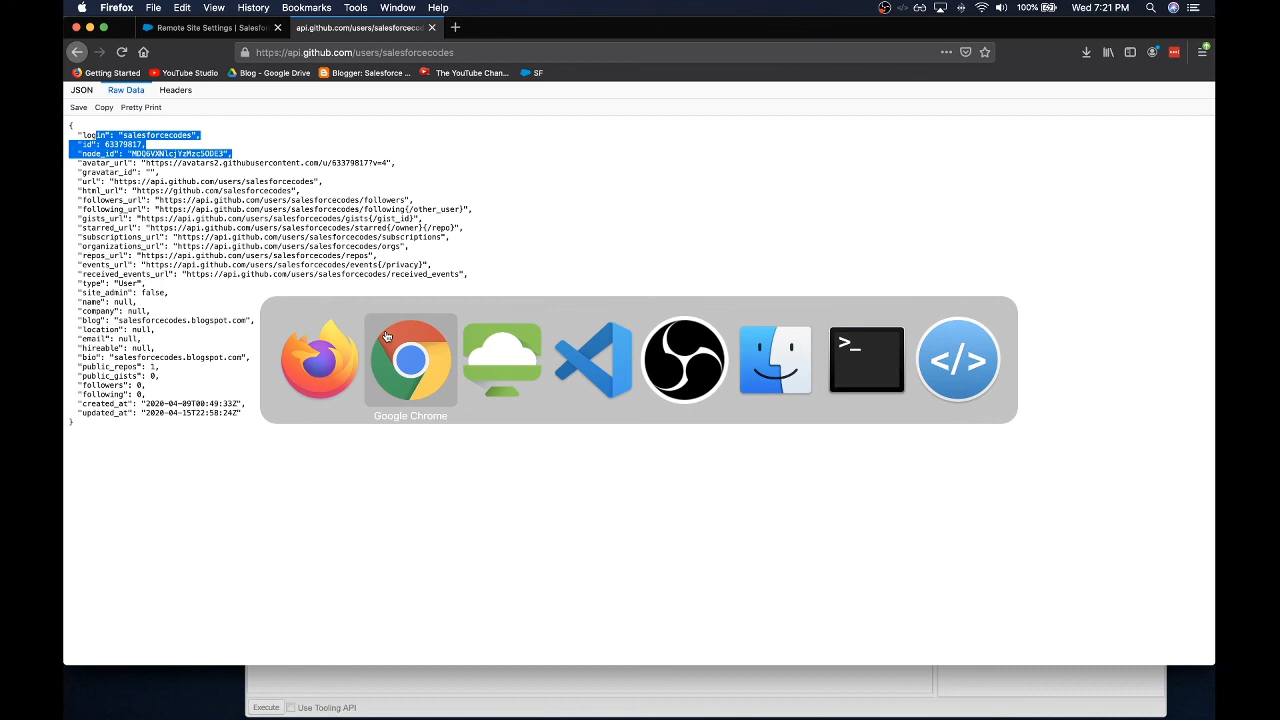 Firefox File Edit View History Bookmarks Tools Window Help 100% Wed 7:21 PM
Remote Site Settings | Salesfor
api.github.com/users/salesforcecod
https://api.github.com/users/salesforcecodes
Getting Started YouTube Studio Blog - Google Drive Blogger: Salesforce ... The YouTube Chan... SF
JSON Raw Data Headers
Save Copy Pretty Print
{
"login": "salesforcecodes",
"id": 63379817,
"node_id": "MDQ6VXNlcjYzMzc5ODE3",
"avatar_url": "https://avatars2.githubusercontent.com/u/63379817?v=4",
"gravatar_id": "",
"url": "https://api.github.com/users/salesforcecodes",
"html_url": "https://github.com/salesforcecodes",
"followers_url": "https://api.github.com/users/salesforcecodes/followers",
"following_url": "https://api.github.com/users/salesforcecodes/following{/other_user}",
"gists_url": "https://api.github.com/users/salesforcecodes/gists{/gist_id}",
"starred_url": "https://api.github.com/users/salesforcecodes/starred{/owner}{/repo}",
"subscriptions_url": "https://api.github.com/users/salesforcecodes/subscriptions",
"organizations_url": "https://api.github.com/users/salesforcecodes/orgs",
"repos_url": "https://api.github.com/users/salesforcecodes/repos",
"events_url": "https://api.github.com/users/salesforcecodes/events{/privacy}",
"received_events_url": "https://api.github.com/users/salesforcecodes/received_events",
"type": "User",
"site_admin": false,
"name": null,
"company": null,
"blog": "salesforcecodes.blogspot.com",
"location": null,
"email": null,
"hireable": null,
"bio": "salesforcecodes.blogspot.com",
"public_repos": 1,
"public_gists": 0,
"followers": 0,
"following": 0,
"created_at": "2020-04-09T00:49:33Z",
"updated_at": "2020-04-15T22:58:24Z"
}
>_
</>
Google Chrome
Execute Use Tooling API